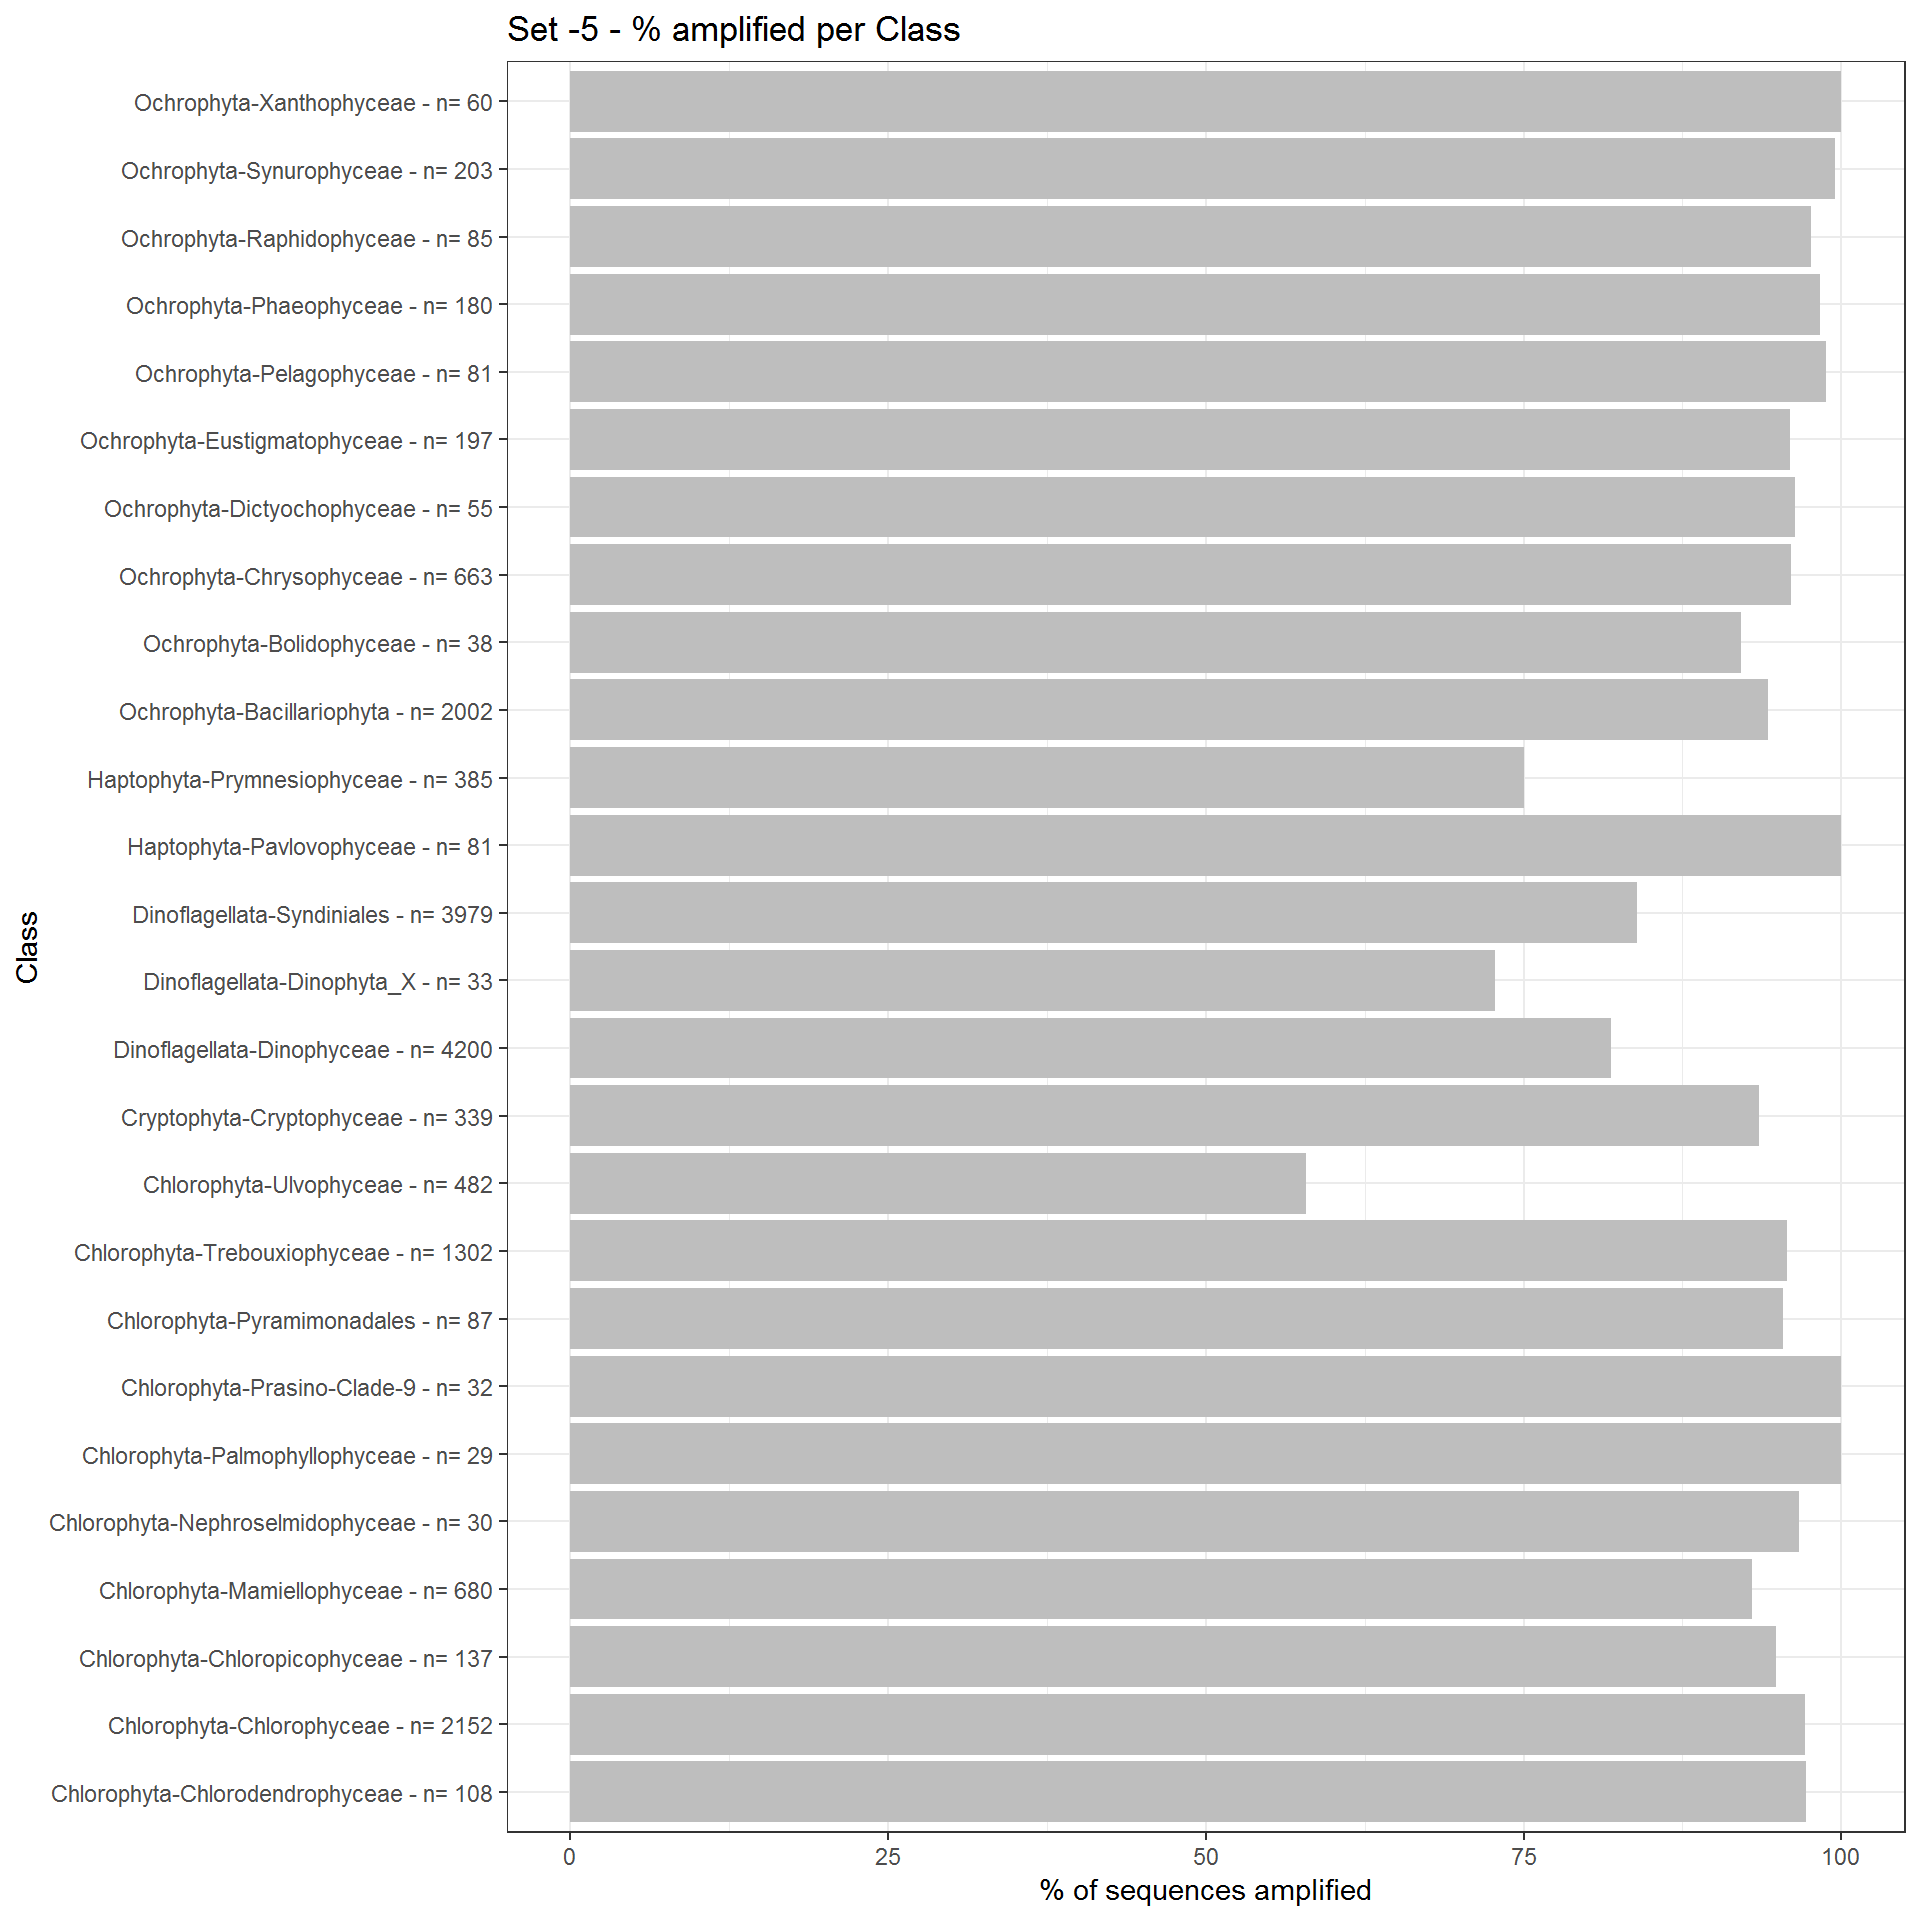 Set -5 - % amplified per Class
Ochrophyta-Xanthophyceae - n= 60
Ochrophyta-Synurophyceae - n= 203
Ochrophyta-Raphidophyceae - n= 85
Ochrophyta-Phaeophyceae - n= 180
Ochrophyta-Pelagophyceae - n= 81
Ochrophyta-Eustigmatophyceae - n= 197
Ochrophyta-Dictyochophyceae - n= 55
Ochrophyta-Chrysophyceae - n= 663
Ochrophyta-Bolidophyceae - n= 38
Ochrophyta-Bacillariophyta - n= 2002
Haptophyta-Prymnesiophyceae - n= 385
Haptophyta-Pavlovophyceae - n= 81
Dinoflagellata-Syndiniales - n= 3979
Dinoflagellata-Dinophyta_X - n= 33
Dinoflagellata-Dinophyceae - n= 4200
Cryptophyta-Cryptophyceae - n= 339
Chlorophyta-Ulvophyceae - n= 482
Chlorophyta-Trebouxiophyceae - n= 1302
Chlorophyta-Pyramimonadales - n= 87
Chlorophyta-Prasino-Clade-9 - n= 32
Chlorophyta-Palmophyllophyceae - n= 29
Chlorophyta-Nephroselmidophyceae - n= 30
Chlorophyta-Mamiellophyceae - n= 680
Chlorophyta-Chloropicophyceae - n= 137
Chlorophyta-Chlorophyceae - n= 2152
Chlorophyta-Chlorodendrophyceae - n= 108
Class
0 25 50 75 100
% of sequences amplified